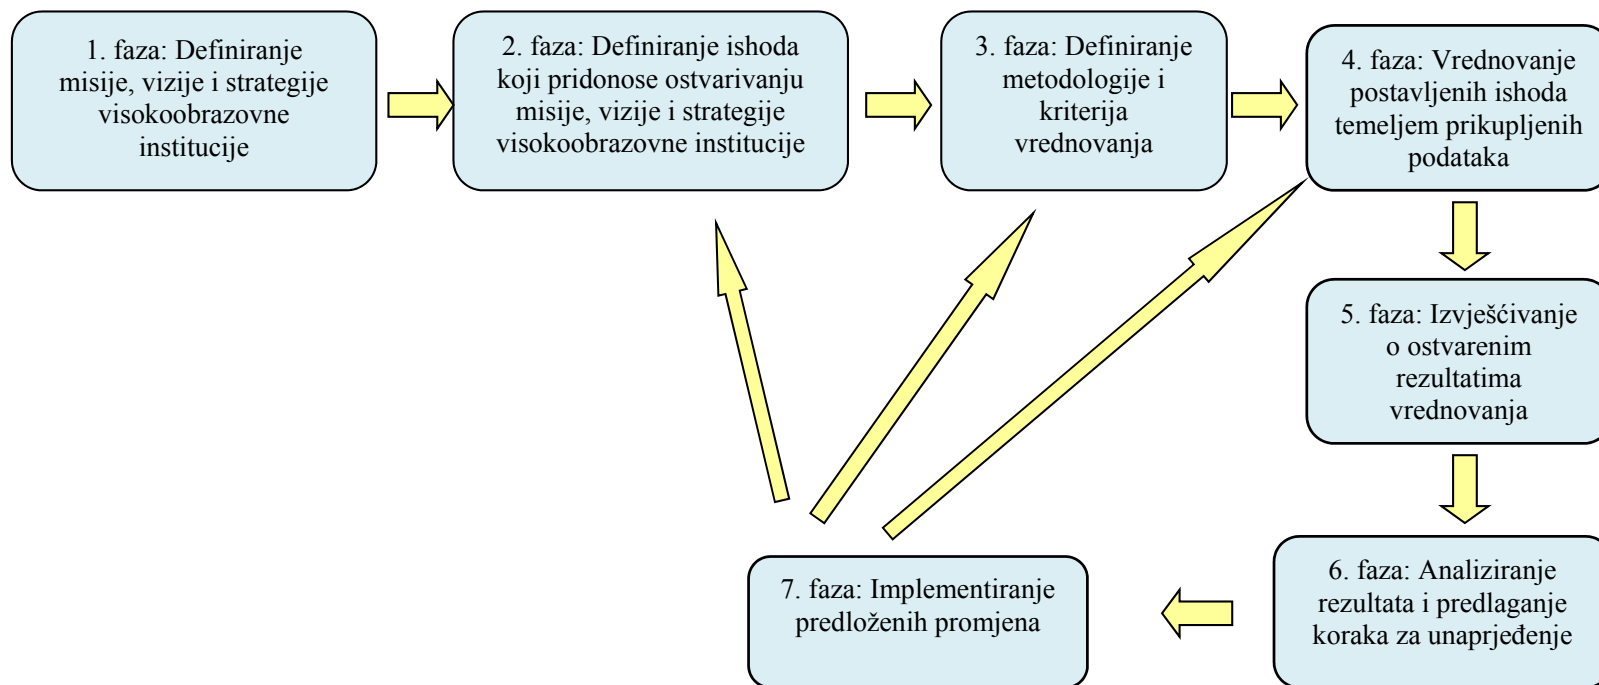 1. faza: Definiranje
misije, vizije i strategije
visokoobrazovne
institucije
2. faza: Definiranje ishoda
koji pridonose ostvarivanju
misije, vizije i strategije
visokoobrazovne institucije
3. faza: Definiranje
metodologije i
kriterija
vrednovanja
4. faza: Vrednovanje
postavljenih ishoda
temeljem prikupljenih
podataka
5. faza: Izvješćivanje
o ostvarenim
rezultatima
vrednovanja
6. faza: Analiziranje
rezultata i predlaganje
koraka za unaprjeđenje
7. faza: Implementiranje
predloženih promjena